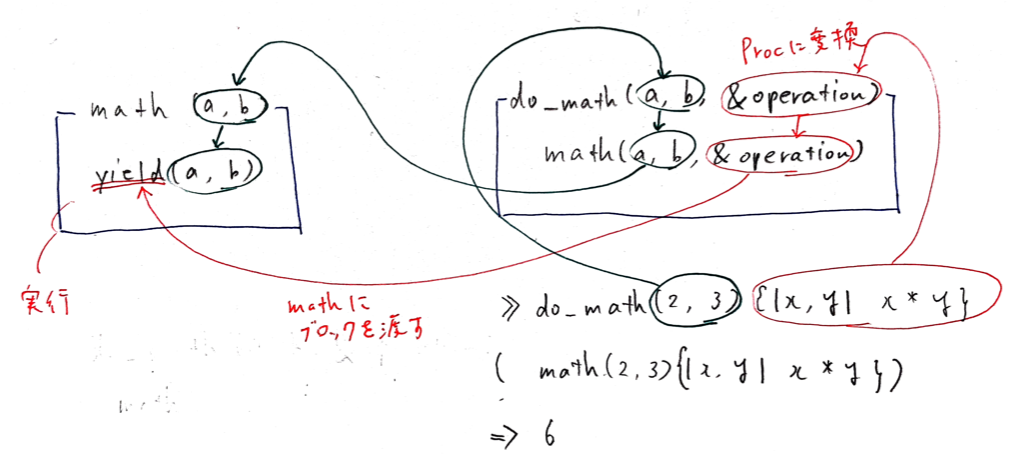 math (a, b)
yield (a, b)
実行
mathに
ブロックを渡す
Procに変換
do_math(a, b, &operation)
math(a, b, &operation)
≫ do_math(2, 3) {|x, y| x * y}
( math.(2, 3){|x, y| x * y})
=> 6